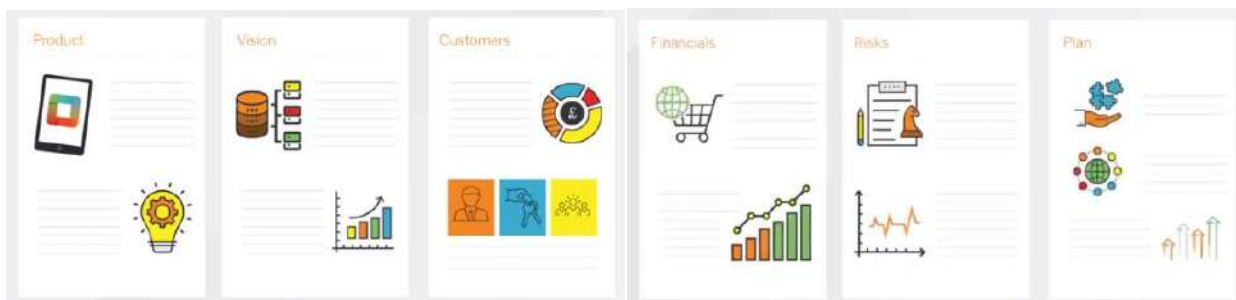 Product
Vision
Customers
Financials
Risks
Plan
£